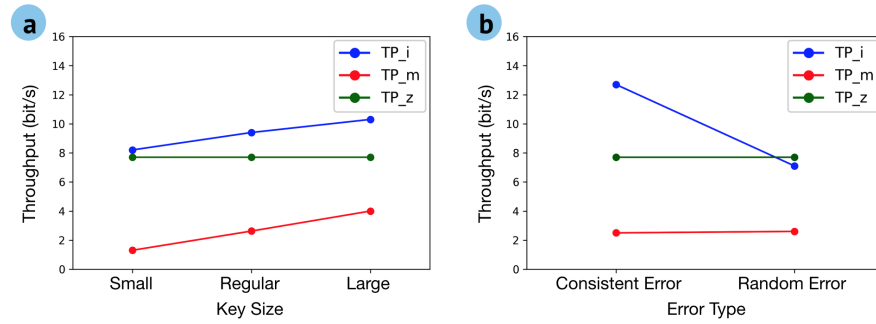 a
16
14
12
10
8
6
4
2
0
Throughput (bit/s)
TP_i
TP_m
TP_z
Small Regular Large
Key Size
b
16
14
12
10
8
6
4
2
0
Throughput (bit/s)
TP_i
TP_m
TP_z
Consistent Error Random Error
Error Type